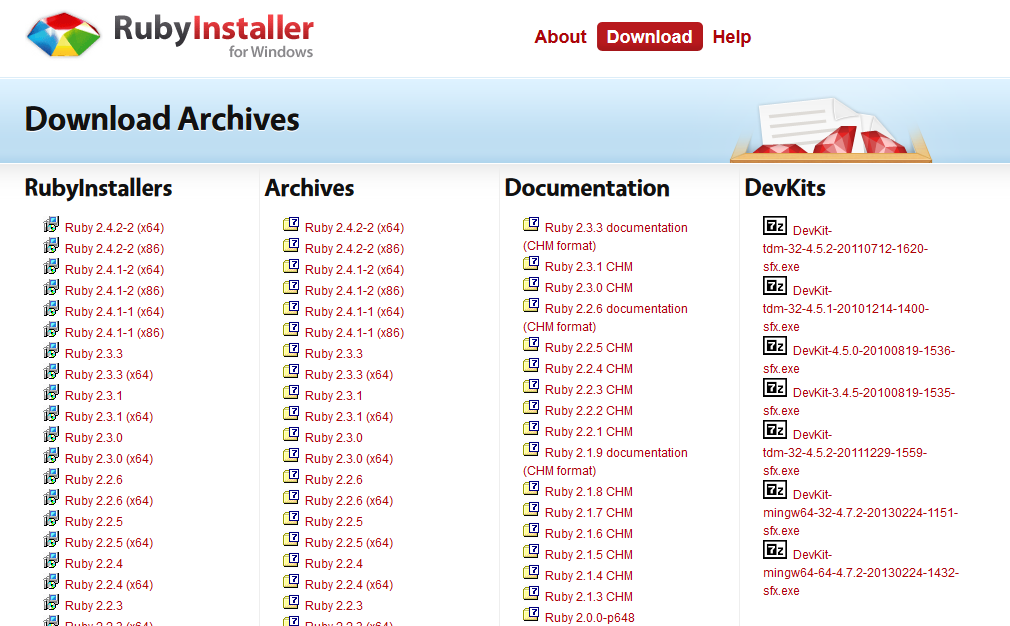 RubyInstaller
for Windows
About Download Help
Download Archives
RubyInstallers
Ruby 2.4.2-2 (x64)
Ruby 2.4.2-2 (x86)
Ruby 2.4.1-2 (x64)
Ruby 2.4.1-2 (x86)
Ruby 2.4.1-1 (x64)
Ruby 2.4.1-1 (x86)
Ruby 2.3.3
Ruby 2.3.3 (x64)
Ruby 2.3.1
Ruby 2.3.1 (x64)
Ruby 2.3.0
Ruby 2.3.0 (x64)
Ruby 2.2.6
Ruby 2.2.6 (x64)
Ruby 2.2.5
Ruby 2.2.5 (x64)
Ruby 2.2.4
Ruby 2.2.4 (x64)
Ruby 2.2.3
Ruby 2.2.3 (x64)
Archives
Ruby 2.4.2-2 (x64)
Ruby 2.4.2-2 (x86)
Ruby 2.4.1-2 (x64)
Ruby 2.4.1-2 (x86)
Ruby 2.4.1-1 (x64)
Ruby 2.4.1-1 (x86)
Ruby 2.3.3
Ruby 2.3.3 (x64)
Ruby 2.3.1
Ruby 2.3.1 (x64)
Ruby 2.3.0
Ruby 2.3.0 (x64)
Ruby 2.2.6
Ruby 2.2.6 (x64)
Ruby 2.2.5
Ruby 2.2.5 (x64)
Ruby 2.2.4
Ruby 2.2.4 (x64)
Ruby 2.2.3
Ruby 2.2.3 (x64)
Documentation
Ruby 2.3.3 documentation
(CHM format)
Ruby 2.3.1 CHM
Ruby 2.3.0 CHM
Ruby 2.2.6 documentation
(CHM format)
Ruby 2.2.5 CHM
Ruby 2.2.4 CHM
Ruby 2.2.3 CHM
Ruby 2.2.2 CHM
Ruby 2.2.1 CHM
Ruby 2.1.9 documentation
(CHM format)
Ruby 2.1.8 CHM
Ruby 2.1.7 CHM
Ruby 2.1.6 CHM
Ruby 2.1.5 CHM
Ruby 2.1.4 CHM
Ruby 2.1.3 CHM
Ruby 2.0.0-p648
DevKits
7z DevKit-
tdm-32-4.5.2-20110712-1620-
sfx.exe
7z DevKit-
tdm-32-4.5.1-20101214-1400-
sfx.exe
7z DevKit-4.5.0-20100819-1536-
sfx.exe
7z DevKit-3.4.5-20100819-1535-
sfx.exe
7z DevKit-
tdm-32-4.5.2-20111229-1559-
sfx.exe
7z DevKit-
mingw64-32-4.7.2-20130224-1151-
sfx.exe
7z DevKit-
mingw64-64-4.7.2-20130224-1432-
sfx.exe